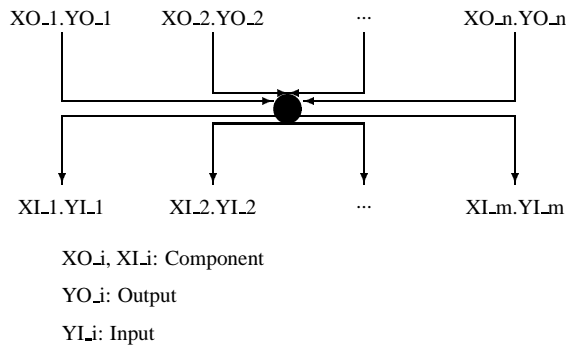 XO_1.YO_1 XO_2.YO_2 ... XO_n.YO_n
XI_1.YI_1 XI_2.YI_2 ... XI_m.YI_m
XO_i, XI_i: Component
YO_i: Output
YI_i: Input